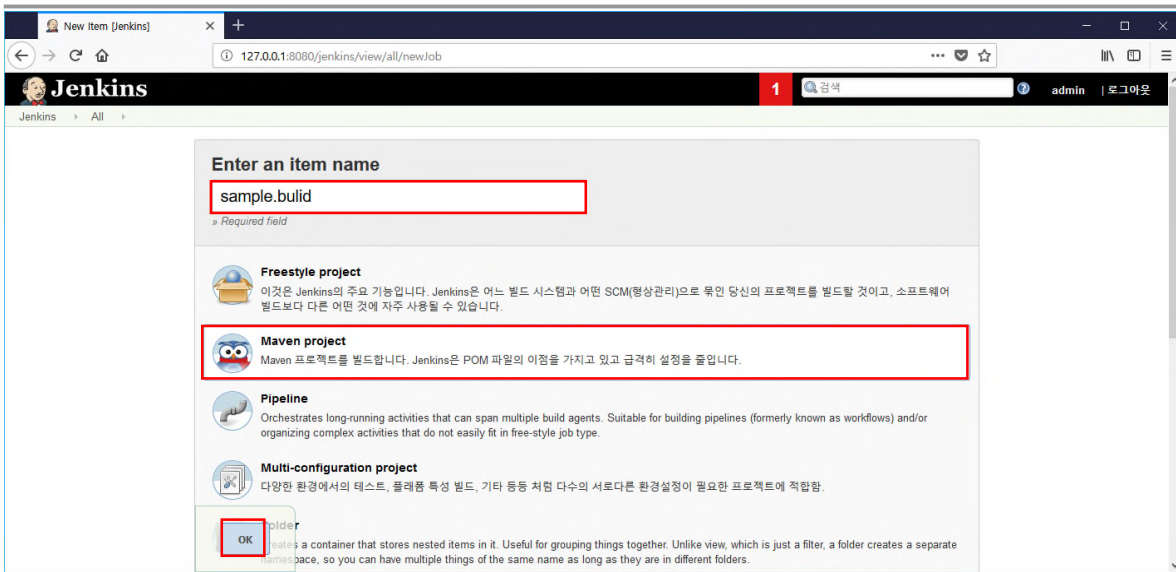 New Item [Jenkins]
127.0.0.1:8080/jenkins/view/all/newJob
Jenkins
1
검색
admin
| 로그아웃
Jenkins
All
Enter an item name
sample.bulid
» Required field
Freestyle project
이것은 Jenkins의 주요 기능입니다. Jenkins은 어느 빌드 시스템과 어떤 SCM(형상관리)으로 묶인 당신의 프로젝트를 빌드할 것이고, 소프트웨어
빌드보다 다른 어떤 것에 자주 사용될 수 있습니다.
Maven project
Maven 프로젝트를 빌드합니다. Jenkins은 POM 파일의 이점을 가지고 있고 급격히 설정을 줄입니다.
Pipeline
Orchestrates long-running activities that can span multiple build agents. Suitable for building pipelines (formerly known as workflows) and/or
organizing complex activities that do not easily fit in free-style job type.
Multi-configuration project
다양한 환경에서의 테스트, 플래폼 특성 빌드, 기타 등등 처럼 다수의 서로다른 환경설정이 필요한 프로젝트에 적합함.
Folder
OK
Creates a container that stores nested items in it. Useful for grouping things together. Unlike view, which is just a filter, a folder creates a separate
namespace, so you can have multiple things of the same name as long as they are in different folders.